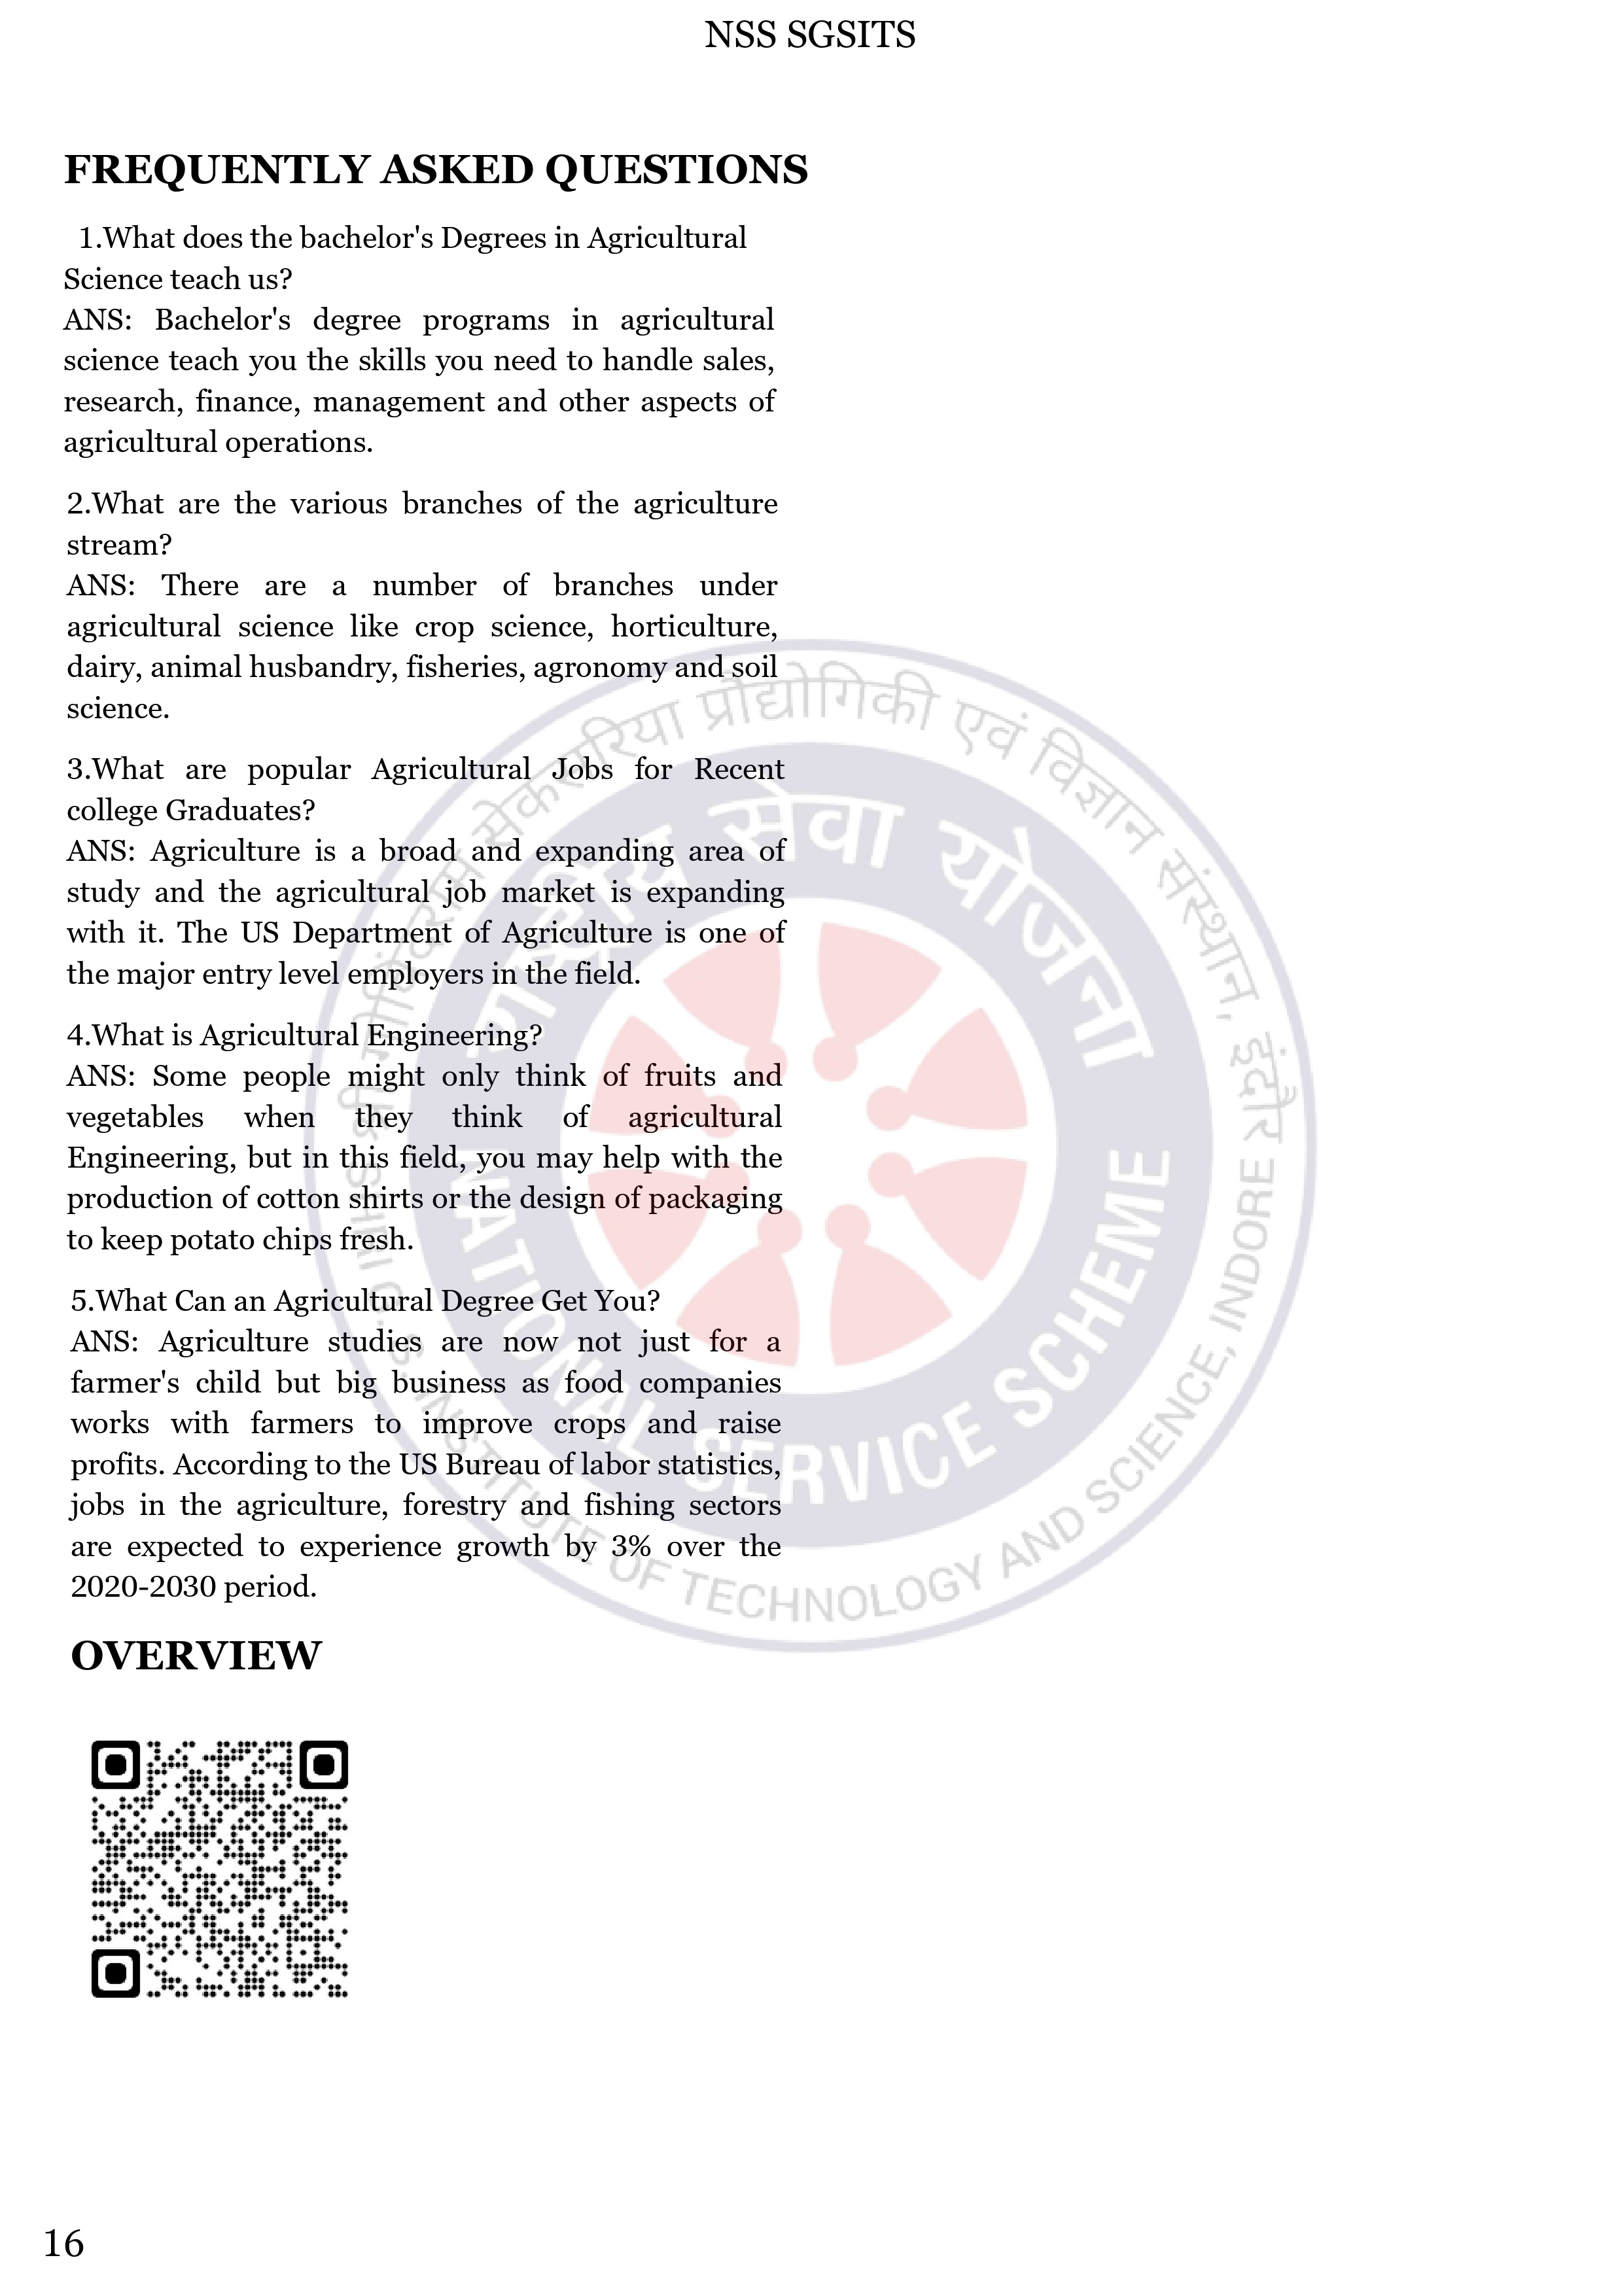 NSS SGSITS
FREQUENTLY ASKED QUESTIONS
1.What does the bachelor's Degrees in Agricultural
Science teach us?
ANS: Bachelor's degree programs in agricultural
science teach you the skills you need to handle sales,
research, finance, management and other aspects of
agricultural operations.
2.What are the various branches of the agriculture
stream?
ANS: There are a number of branches under
agricultural science like crop science, horticulture,
dairy, animal husbandry, fisheries, agronomy and soil
science.
3.What are popular Agricultural Jobs for Recent
college Graduates?
ANS: Agriculture is a broad and expanding area of
study and the agricultural job market is expanding
with it. The US Department of Agriculture is one of
the major entry level employers in the field.
4.What is Agricultural Engineering?
ANS: Some people might only think of fruits and
vegetables when they think of agricultural
Engineering, but in this field, you may help with the
production of cotton shirts or the design of packaging
to keep potato chips fresh.
5.What Can an Agricultural Degree Get You?
ANS: Agriculture studies are now not just for a
farmer's child but big business as food companies
works with farmers to improve crops and raise
profits. According to the US Bureau of labor statistics,
jobs in the agriculture, forestry and fishing sectors
are expected to experience growth by 3% over the
2020-2030 period.
OVERVIEW
16
सेकसरिया प्रौद्योगिकी एवं विज्ञान संस्थान, इंदौर
राष्ट्रीय सेवा योजना
NATIONAL SERVICE SCHEME
SHRI G. S. INSTITUTE OF TECHNOLOGY AND SCIENCE, INDORE